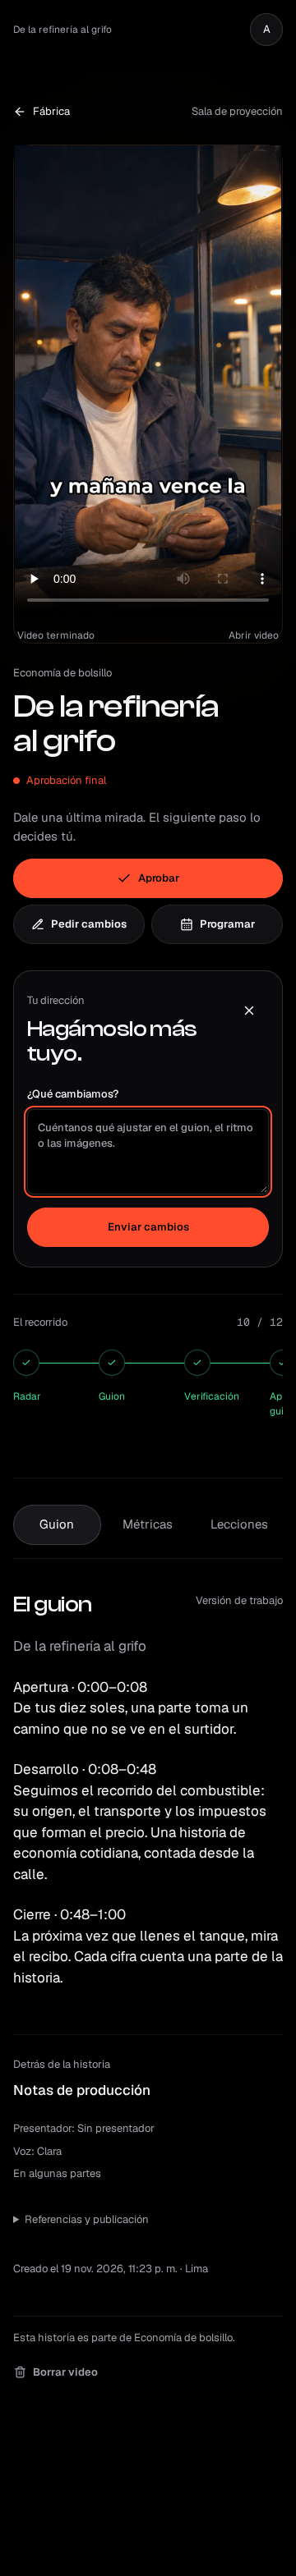 De la refinería al grifo
A
Fábrica
Sala de proyección
y mañana vence la
0:00
Video terminado
Abrir video
Economía de bolsillo
De la refinería
al grifo
Aprobación final
Dale una última mirada. El siguiente paso lo
decides tú.
Aprobar
Pedir cambios
Programar
Tu dirección
Hagámoslo más
tuyo.
¿Qué cambiamos?
Cuéntanos qué ajustar en el guion, el ritmo
o las imágenes.
Enviar cambios
El recorrido
10 / 12
Radar
Guion
Verificación
Ap
gui
Guion
Métricas
Lecciones
El guion
Versión de trabajo
De la refinería al grifo
Apertura · 0:00–0:08
De tus diez soles, una parte toma un
camino que no se ve en el surtidor.
Desarrollo · 0:08–0:48
Seguimos el recorrido del combustible:
su origen, el transporte y los impuestos
que forman el precio. Una historia de
economía cotidiana, contada desde la
calle.
Cierre · 0:48–1:00
La próxima vez que llenes el tanque, mira
el recibo. Cada cifra cuenta una parte de la
historia.
Detrás de la historia
Notas de producción
Presentador: Sin presentador
Voz: Clara
En algunas partes
Referencias y publicación
Creado el 19 nov. 2026, 11:23 p. m. · Lima
Esta historia es parte de Economía de bolsillo.
Borrar video